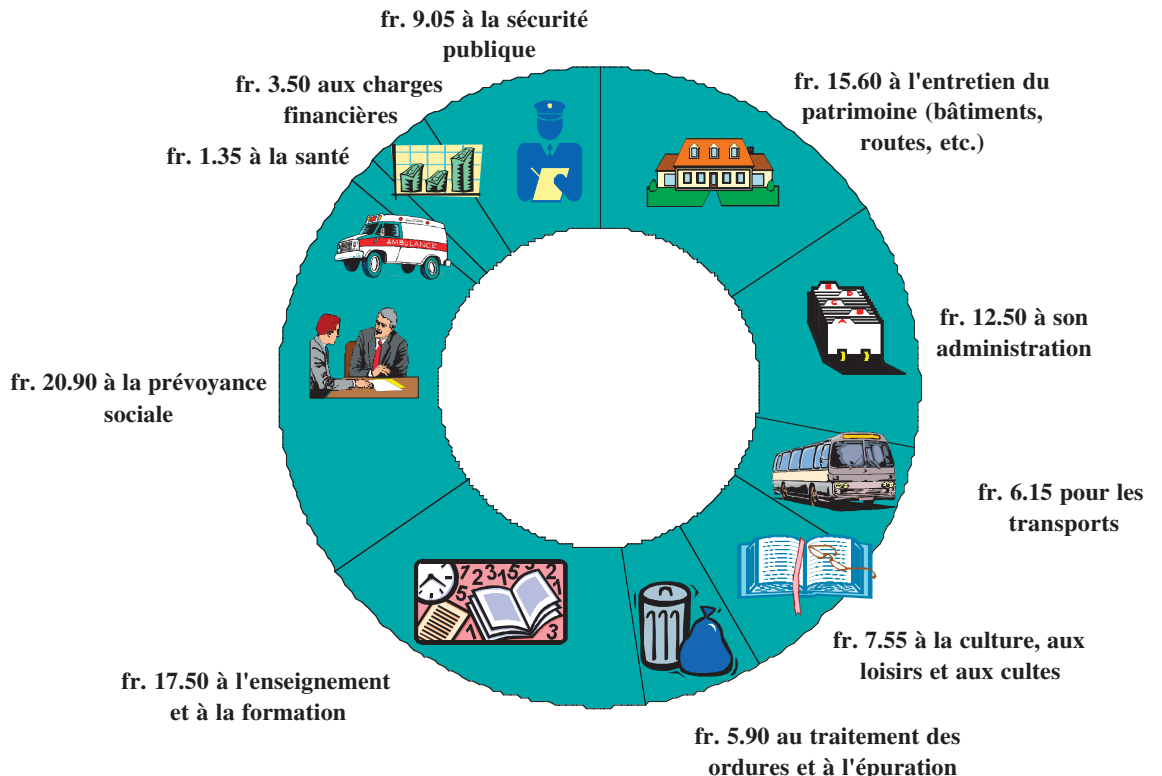 fr. 9.05 à la sécurité
publique
fr. 15.60 à l'entretien du
patrimoine (bâtiments,
routes, etc.)
fr. 3.50 aux charges
financières
fr. 1.35 à la santé
AMBULANCE
fr. 12.50 à son
administration
fr. 20.90 à la prévoyance
sociale
fr. 6.15 pour les
transports
fr. 7.55 à la culture, aux
loisirs et aux cultes
fr. 17.50 à l'enseignement
et à la formation
fr. 5.90 au traitement des
ordures et à l'épuration